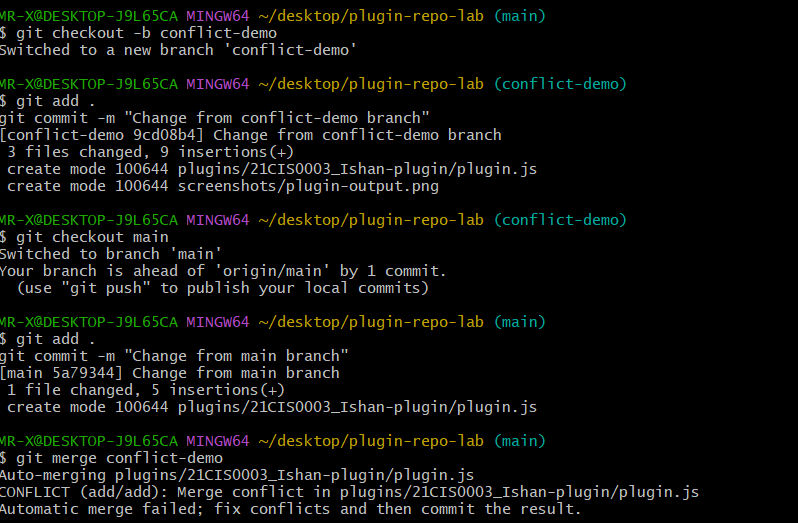 MR-X@DESKTOP-J9L65CA MINGW64 ~/desktop/plugin-repo-lab (main)
$ git checkout -b conflict-demo
Switched to a new branch 'conflict-demo'
MR-X@DESKTOP-J9L65CA MINGW64 ~/desktop/plugin-repo-lab (conflict-demo)
$ git add .
git commit -m "Change from conflict-demo branch"
[conflict-demo 9cd08b4] Change from conflict-demo branch
3 files changed, 9 insertions(+)
create mode 100644 plugins/21CIS0003_Ishan-plugin/plugin.js
create mode 100644 screenshots/plugin-output.png
MR-X@DESKTOP-J9L65CA MINGW64 ~/desktop/plugin-repo-lab (conflict-demo)
$ git checkout main
Switched to branch 'main'
Your branch is ahead of 'origin/main' by 1 commit.
(use "git push" to publish your local commits)
MR-X@DESKTOP-J9L65CA MINGW64 ~/desktop/plugin-repo-lab (main)
$ git add .
git commit -m "Change from main branch"
[main 5a79344] Change from main branch
1 file changed, 5 insertions(+)
create mode 100644 plugins/21CIS0003_Ishan-plugin/plugin.js
MR-X@DESKTOP-J9L65CA MINGW64 ~/desktop/plugin-repo-lab (main)
$ git merge conflict-demo
Auto-merging plugins/21CIS0003_Ishan-plugin/plugin.js
CONFLICT (add/add): Merge conflict in plugins/21CIS0003_Ishan-plugin/plugin.js
Automatic merge failed; fix conflicts and then commit the result.